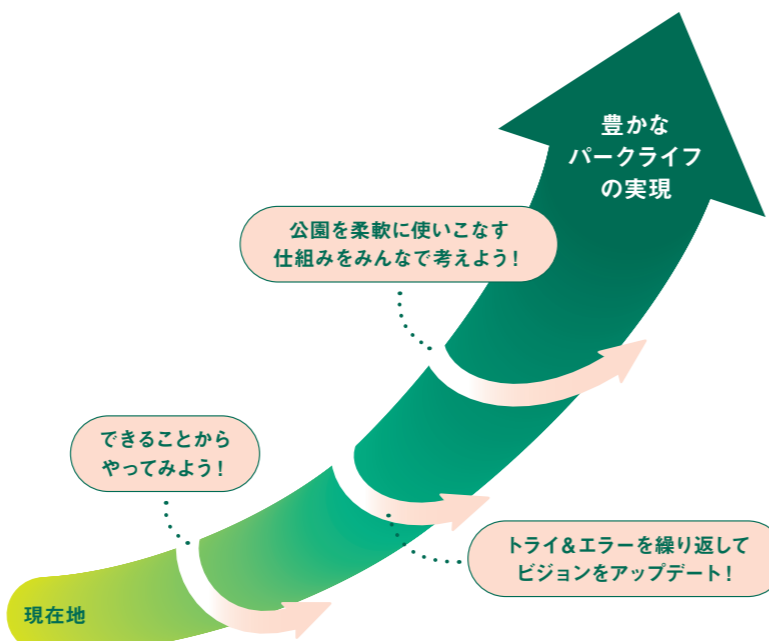 豊かな
パークライフ
の実現
公園を柔軟に使いこなす
仕組みをみんなで考えよう！
できることから
やってみよう！
トライ＆エラーを繰り返して
ビジョンをアップデート！
現在地